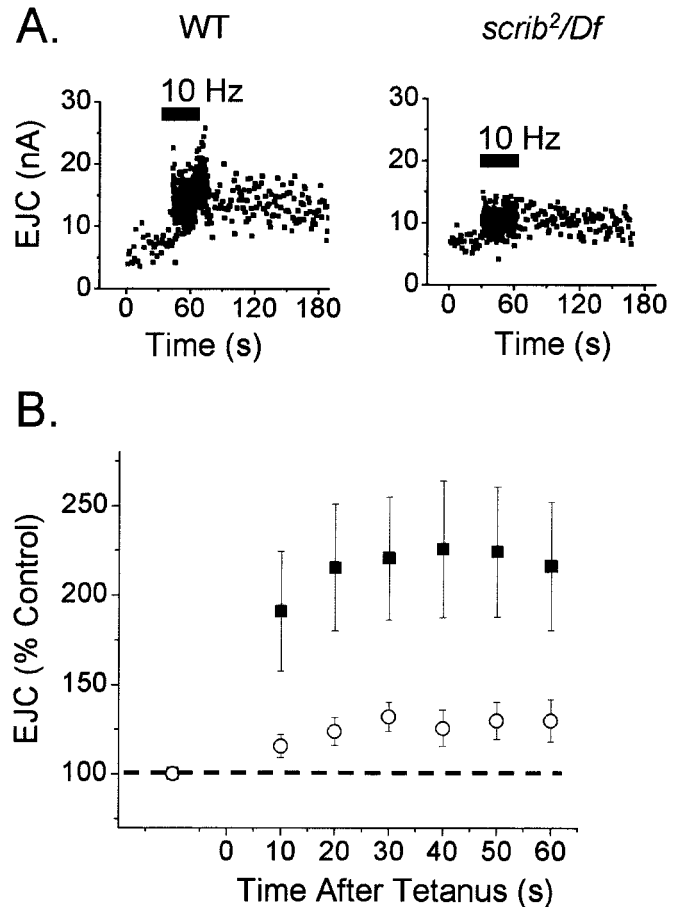 A.
WT
scrib²/Df
10 Hz
30
20
10
0
EJC (nA)
0 60 120 180
Time (s)
10 Hz
30
20
10
0
0 60 120 180
Time (s)
B.
250
200
150
100
EJC (% Control)
0 10 20 30 40 50 60
Time After Tetanus (s)